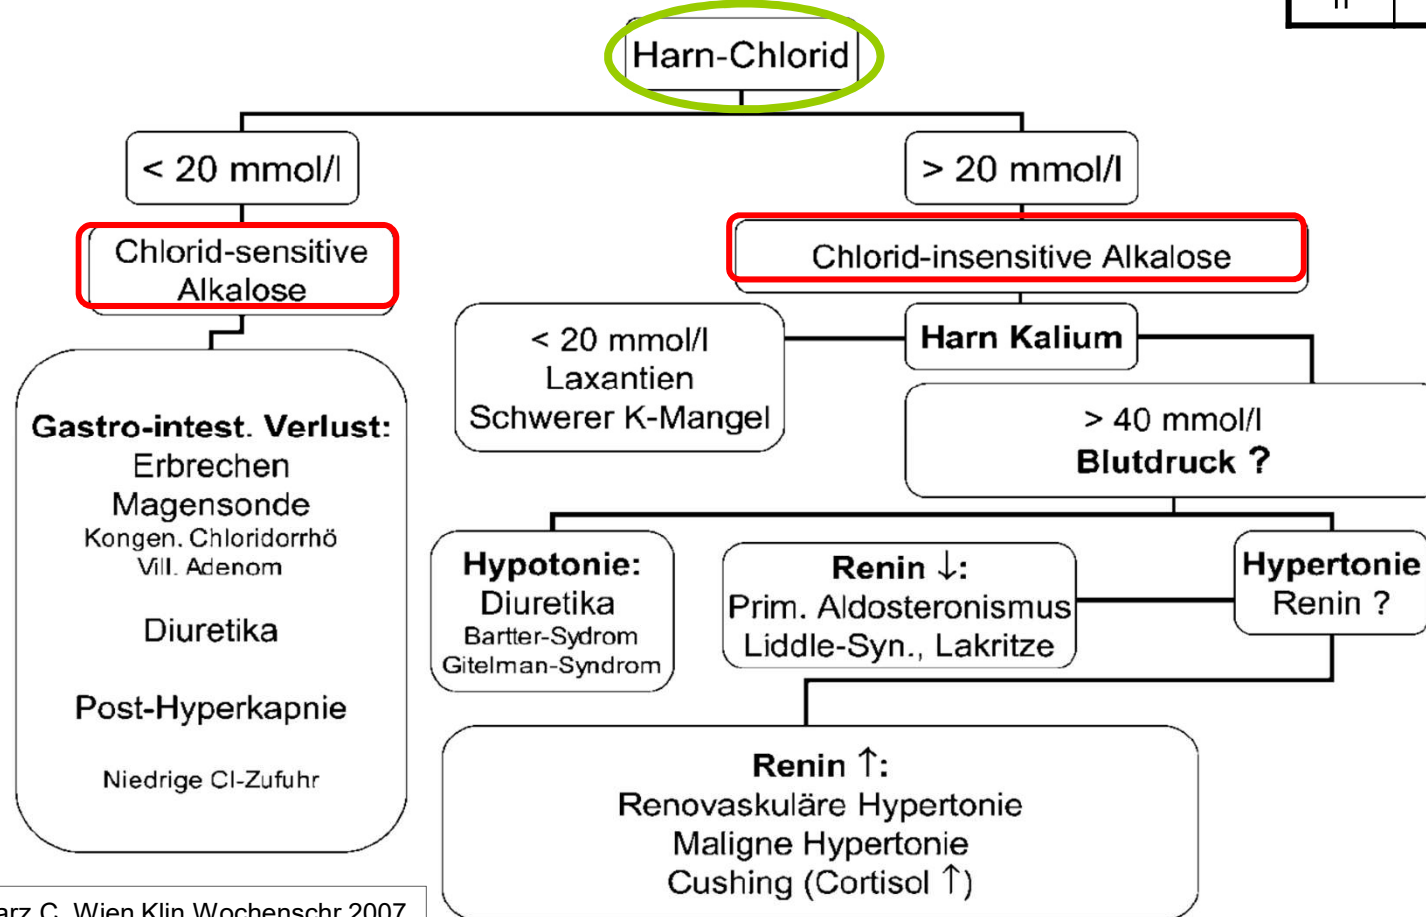 Harn-Chlorid
< 20 mmol/l
> 20 mmol/l
Chlorid-sensitive
Alkalose
Chlorid-insensitive Alkalose
Gastro-intest. Verlust:
Erbrechen
Magensonde
Kongen. Chloridorrhö
Vill. Adenom
Diuretika
Post-Hyperkapnie
Niedrige Cl-Zufuhr
< 20 mmol/l
Laxantien
Schwerer K-Mangel
Harn Kalium
> 40 mmol/l
Blutdruck ?
Hypotonie:
Diuretika
Bartter-Sydrom
Gitelman-Syndrom
Renin ↓:
Prim. Aldosteronismus
Liddle-Syn., Lakritze
Hypertonie
Renin ?
Renin ↑:
Renovaskuläre Hypertonie
Maligne Hypertonie
Cushing (Cortisol ↑)
arz C, Wien Klin Wochenschr 2007